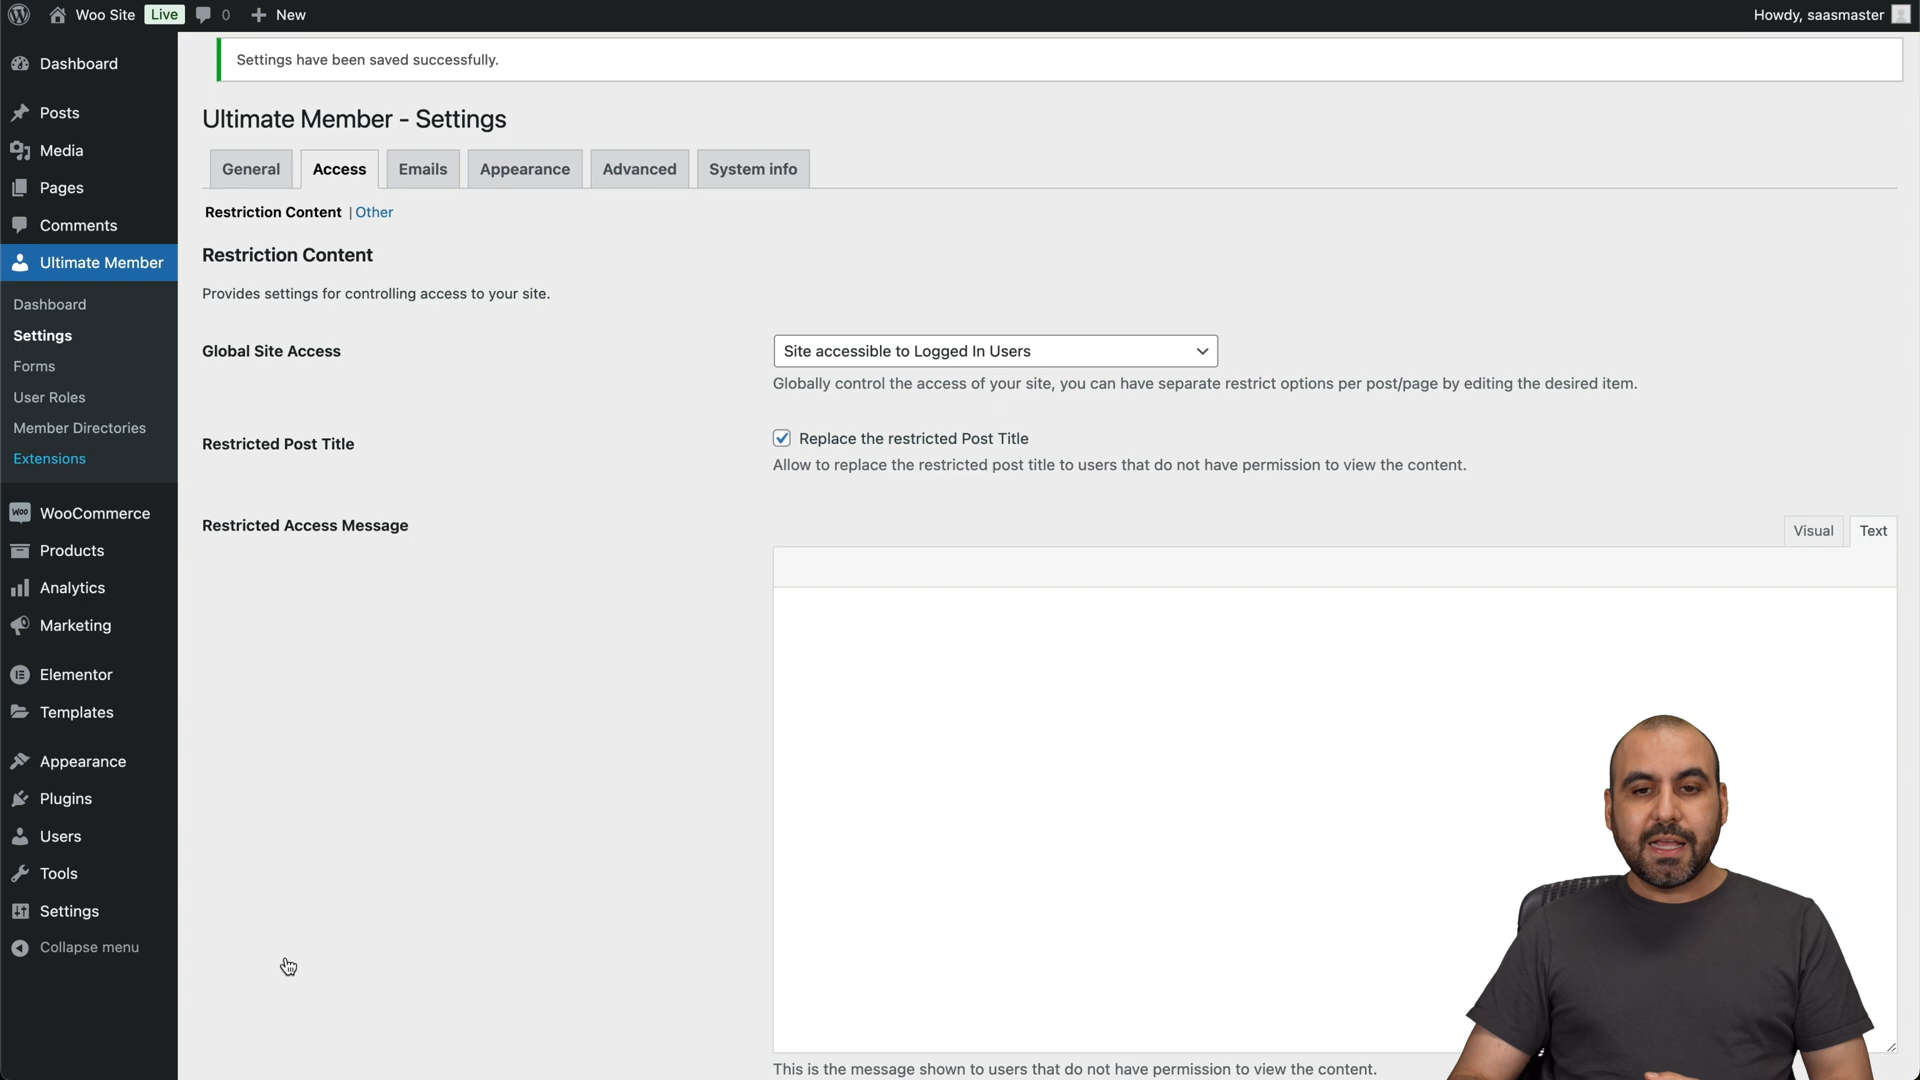 Woo Site Live 0 New
Howdy, saasmaster
Dashboard
Posts
Media
Pages
Comments
Ultimate Member
Dashboard
Settings
Forms
User Roles
Member Directories
Extensions
WooCommerce
Products
Analytics
Marketing
Elementor
Templates
Appearance
Plugins
Users
Tools
Settings
Collapse menu
Settings have been saved successfully.
Ultimate Member - Settings
General Access Emails Appearance Advanced System info
Restriction Content | Other
Restriction Content
Provides settings for controlling access to your site.
Global Site Access
Site accessible to Logged In Users
Globally control the access of your site, you can have separate restrict options per post/page by editing the desired item.
Restricted Post Title
Replace the restricted Post Title
Allow to replace the restricted post title to users that do not have permission to view the content.
Restricted Access Message
Visual Text
This is the message shown to users that do not have permission to view the content.